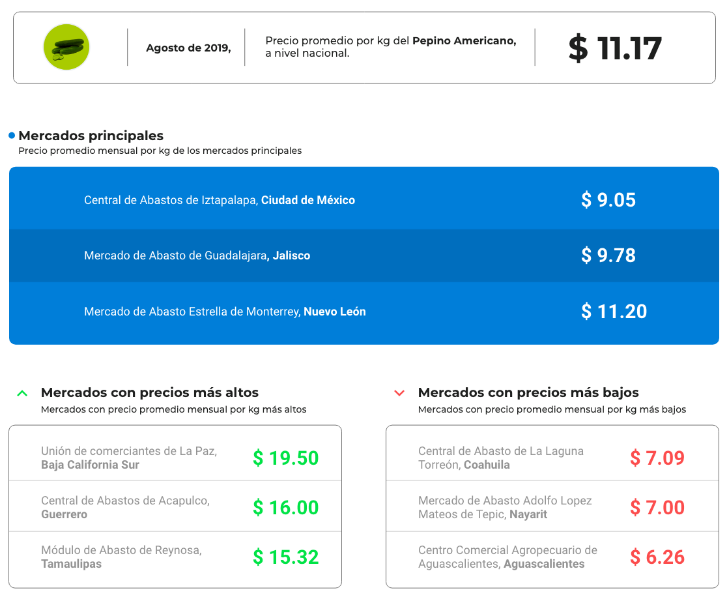 Agosto de 2019,
Precio promedio por kg del Pepino Americano,
a nivel nacional.
$ 11.17
Mercados principales
Precio promedio mensual por kg de los mercados principales
Central de Abastos de Iztapalapa, Ciudad de México $ 9.05
Mercado de Abasto de Guadalajara, Jalisco $ 9.78
Mercado de Abasto Estrella de Monterrey, Nuevo León $ 11.20
Mercados con precios más altos
Mercados con precio promedio mensual por kg más altos
Unión de comerciantes de La Paz,
Baja California Sur
$ 19.50
Central de Abastos de Acapulco,
Guerrero
$ 16.00
Módulo de Abasto de Reynosa,
Tamaulipas
$ 15.32
Mercados con precios más bajos
Mercados con precio promedio mensual por kg más bajos
Central de Abasto de La Laguna
Torreón, Coahuila
$ 7.09
Mercado de Abasto Adolfo Lopez
Mateos de Tepic, Nayarit
$ 7.00
Centro Comercial Agropecuario de
Aguascalientes, Aguascalientes
$ 6.26